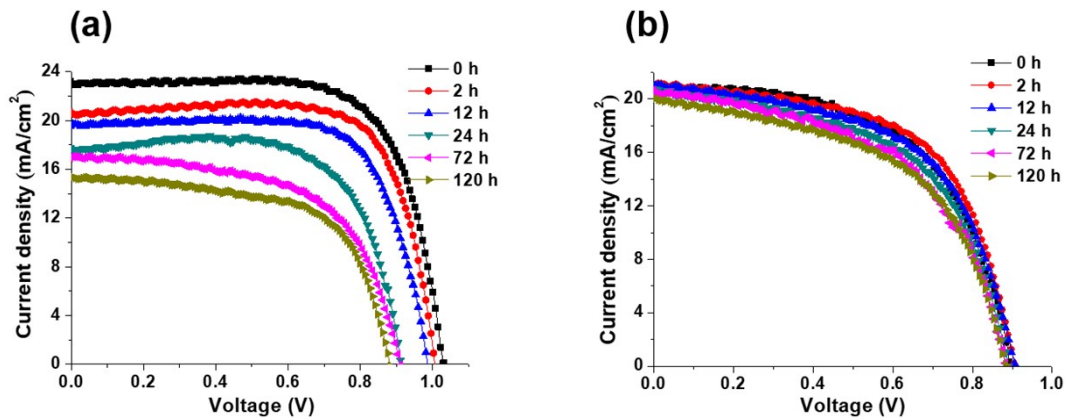 (a)
24
20
16
12
8
4
0
0.0 0.2 0.4 0.6 0.8 1.0
Current density (mA/cm²)
Voltage (V)
0 h
2 h
12 h
24 h
72 h
120 h
(b)
20
16
12
8
4
0
0.0 0.2 0.4 0.6 0.8 1.0
Current density (mA/cm²)
Voltage (V)
0 h
2 h
12 h
24 h
72 h
120 h